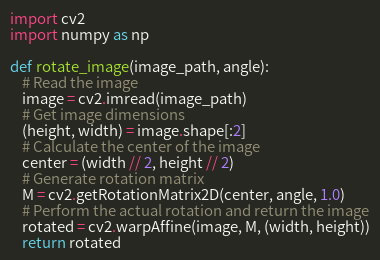 import cv2
import numpy as np

def rotate_image(image_path, angle):
    # Read the image
    image = cv2.imread(image_path)
    # Get image dimensions
    (height, width) = image.shape[:2]
    # Calculate the center of the image
    center = (width // 2, height // 2)
    # Generate rotation matrix
    M = cv2.getRotationMatrix2D(center, angle, 1.0)
    # Perform the actual rotation and return the image
    rotated = cv2.warpAffine(image, M, (width, height))
    return rotated